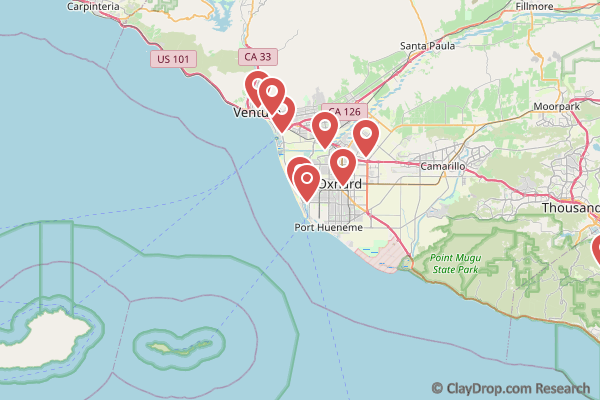 Carpinteria
Fillmore
Santa Paula
US 101
CA 33
CA 126
Moorpark
Camarillo
Oxnard
Thousand
Port Hueneme
Point Mugu
State Park
© ClayDrop.com Research